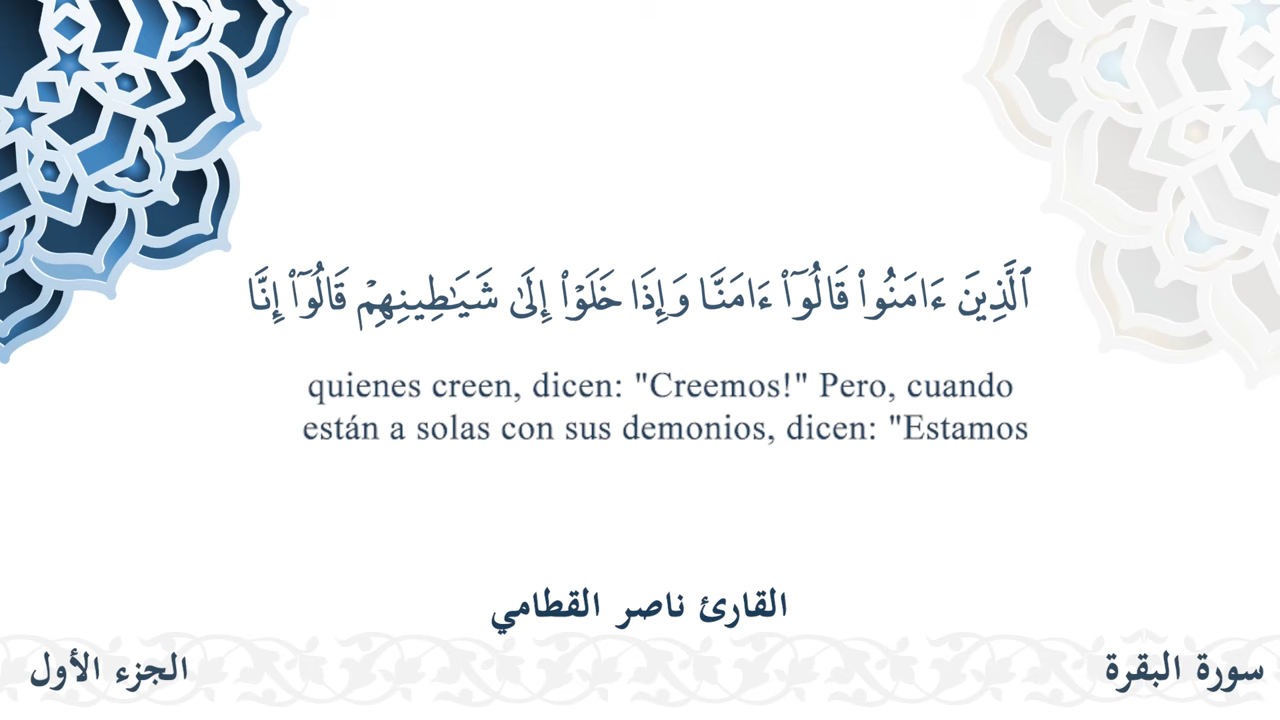 ٱلَّذِينَ ءَامَنُوا۟ قَالُوٓا۟ ءَامَنَّا وَإِذَا خَلَوْا۟ إِلَىٰ شَيَـٰطِينِهِمْ قَالُوٓا۟ إِنَّا
quienes creen, dicen: "Creemos!" Pero, cuando
están a solas con sus demonios, dicen: "Estamos
القارئ ناصر القطامي
سورة البقرة
الجزء الأول